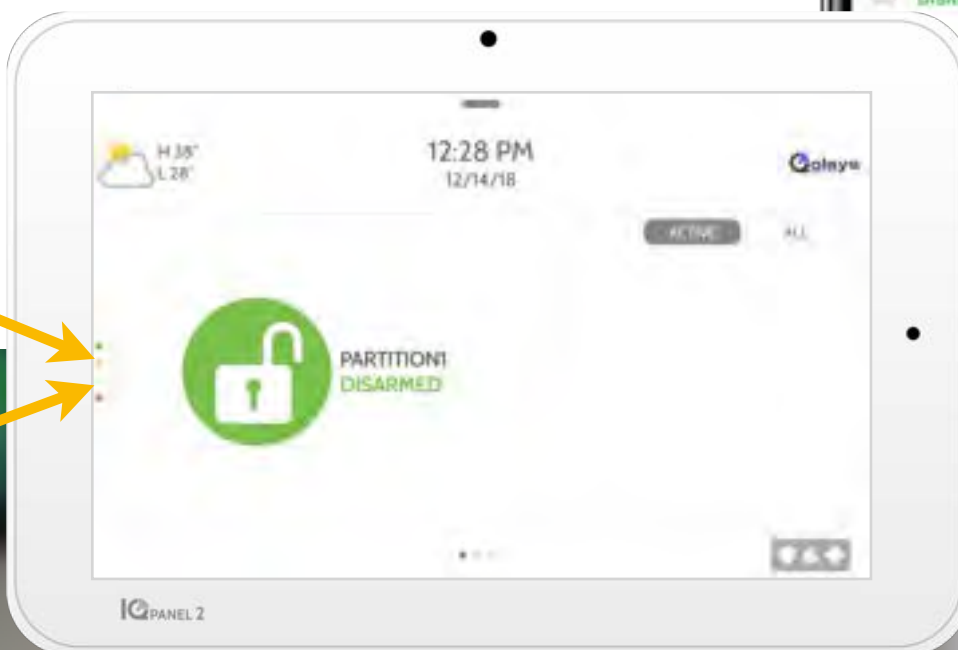 H 38°
L 28°
12:28 PM
12/14/18
Qolsys
ACTIVE
ALL
PARTITION1
DISARMED
IQ PANEL 2